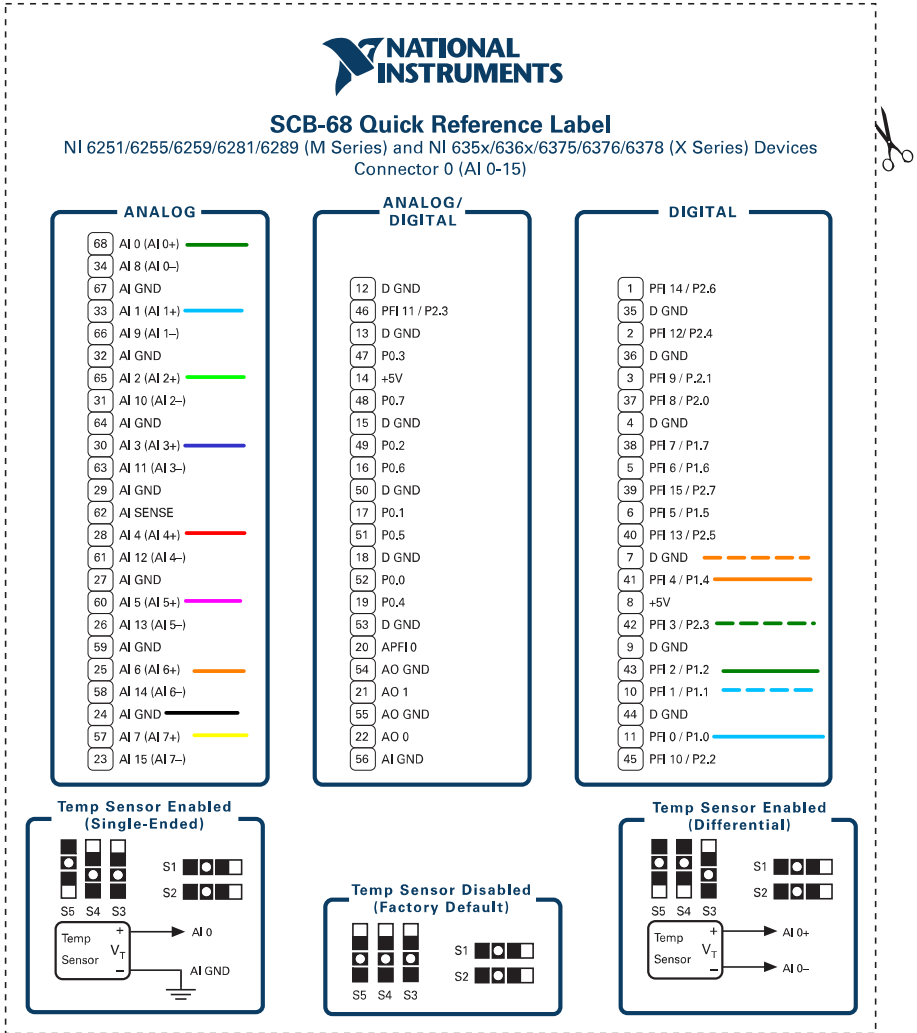 NATIONAL
INSTRUMENTS
SCB-68 Quick Reference Label
NI 6251/6255/6259/6281/6289 (M Series) and NI 635x/636x/6375/6376/6378 (X Series) Devices
Connector 0 (AI 0-15)
ANALOG
68 AI 0 (AI 0+)
34 AI 8 (AI 0–)
67 AI GND
33 AI 1 (AI 1+)
66 AI 9 (AI 1–)
32 AI GND
65 AI 2 (AI 2+)
31 AI 10 (AI 2–)
64 AI GND
30 AI 3 (AI 3+)
63 AI 11 (AI 3–)
29 AI GND
62 AI SENSE
28 AI 4 (AI 4+)
61 AI 12 (AI 4–)
27 AI GND
60 AI 5 (AI 5+)
26 AI 13 (AI 5–)
59 AI GND
25 AI 6 (AI 6+)
58 AI 14 (AI 6–)
24 AI GND
57 AI 7 (AI 7+)
23 AI 15 (AI 7–)
ANALOG/
DIGITAL
12 D GND
46 PFI 11 / P2.3
13 D GND
47 P0.3
14 +5V
48 P0.7
15 D GND
49 P0.2
16 P0.6
50 D GND
17 P0.1
51 P0.5
18 D GND
52 P0.0
19 P0.4
53 D GND
20 APFI 0
54 AO GND
21 AO 1
55 AO GND
22 AO 0
56 AI GND
DIGITAL
1 PFI 14 / P2.6
35 D GND
2 PFI 12/ P2.4
36 D GND
3 PFI 9 / P.2.1
37 PFI 8 / P2.0
4 D GND
38 PFI 7 / P1.7
5 PFI 6 / P1.6
39 PFI 15 / P2.7
6 PFI 5 / P1.5
40 PFI 13 / P2.5
7 D GND
41 PFI 4 / P1.4
8 +5V
42 PFI 3 / P2.3
9 D GND
43 PFI 2 / P1.2
10 PFI 1 / P1.1
44 D GND
11 PFI 0 / P1.0
45 PFI 10 / P2.2
Temp Sensor Enabled
(Single-Ended)
S1
S2
S5 S4 S3
Temp
Sensor
+
VT
–
AI 0
AI GND
Temp Sensor Disabled
(Factory Default)
S1
S2
S5 S4 S3
Temp Sensor Enabled
(Differential)
S1
S2
S5 S4 S3
Temp
Sensor
+
VT
–
AI 0+
AI 0–